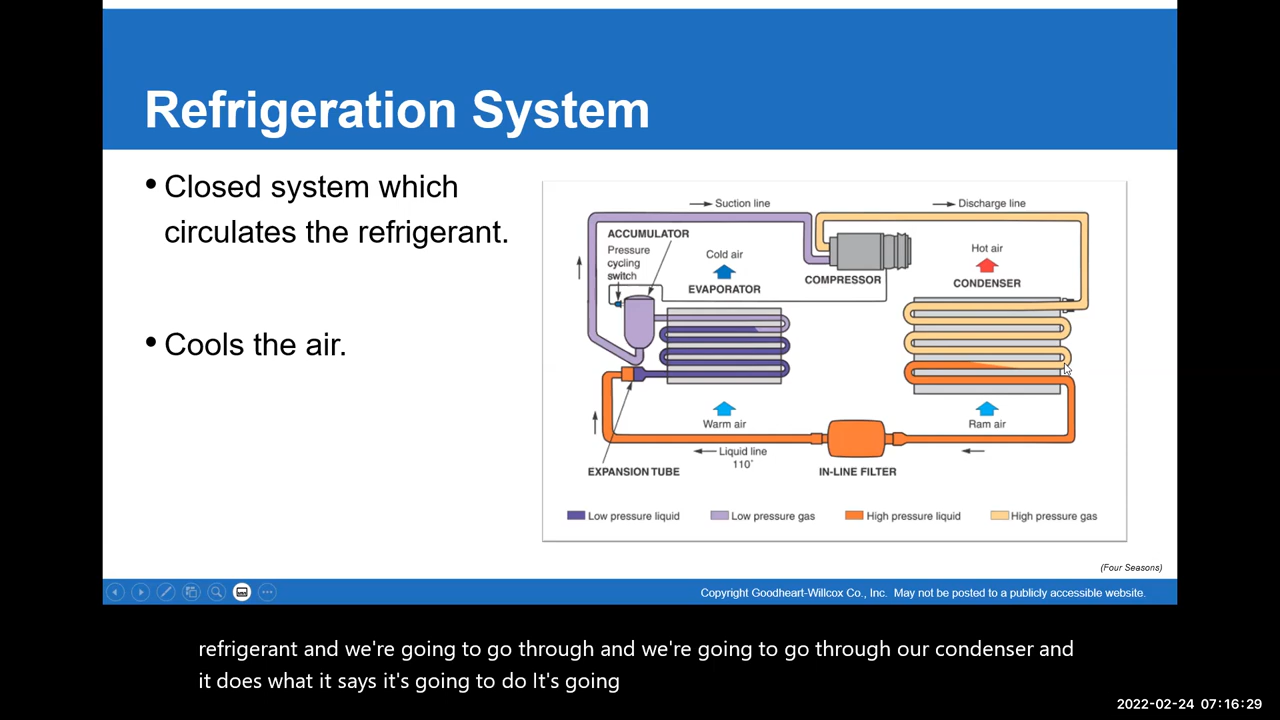 Refrigeration System
• Closed system which
circulates the refrigerant.
• Cools the air.
Suction line
Discharge line
ACCUMULATOR
Pressure
cycling
switch
Cold air
EVAPORATOR
COMPRESSOR
Hot air
CONDENSER
Warm air
Ram air
Liquid line
110°
EXPANSION TUBE
IN-LINE FILTER
Low pressure liquid
Low pressure gas
High pressure liquid
High pressure gas
(Four Seasons)
Copyright Goodheart-Willcox Co., Inc. May not be posted to a publicly accessible website.
refrigerant and we're going to go through and we're going to go through our condenser and
it does what it says it's going to do It's going
2022-02-24 07:16:29